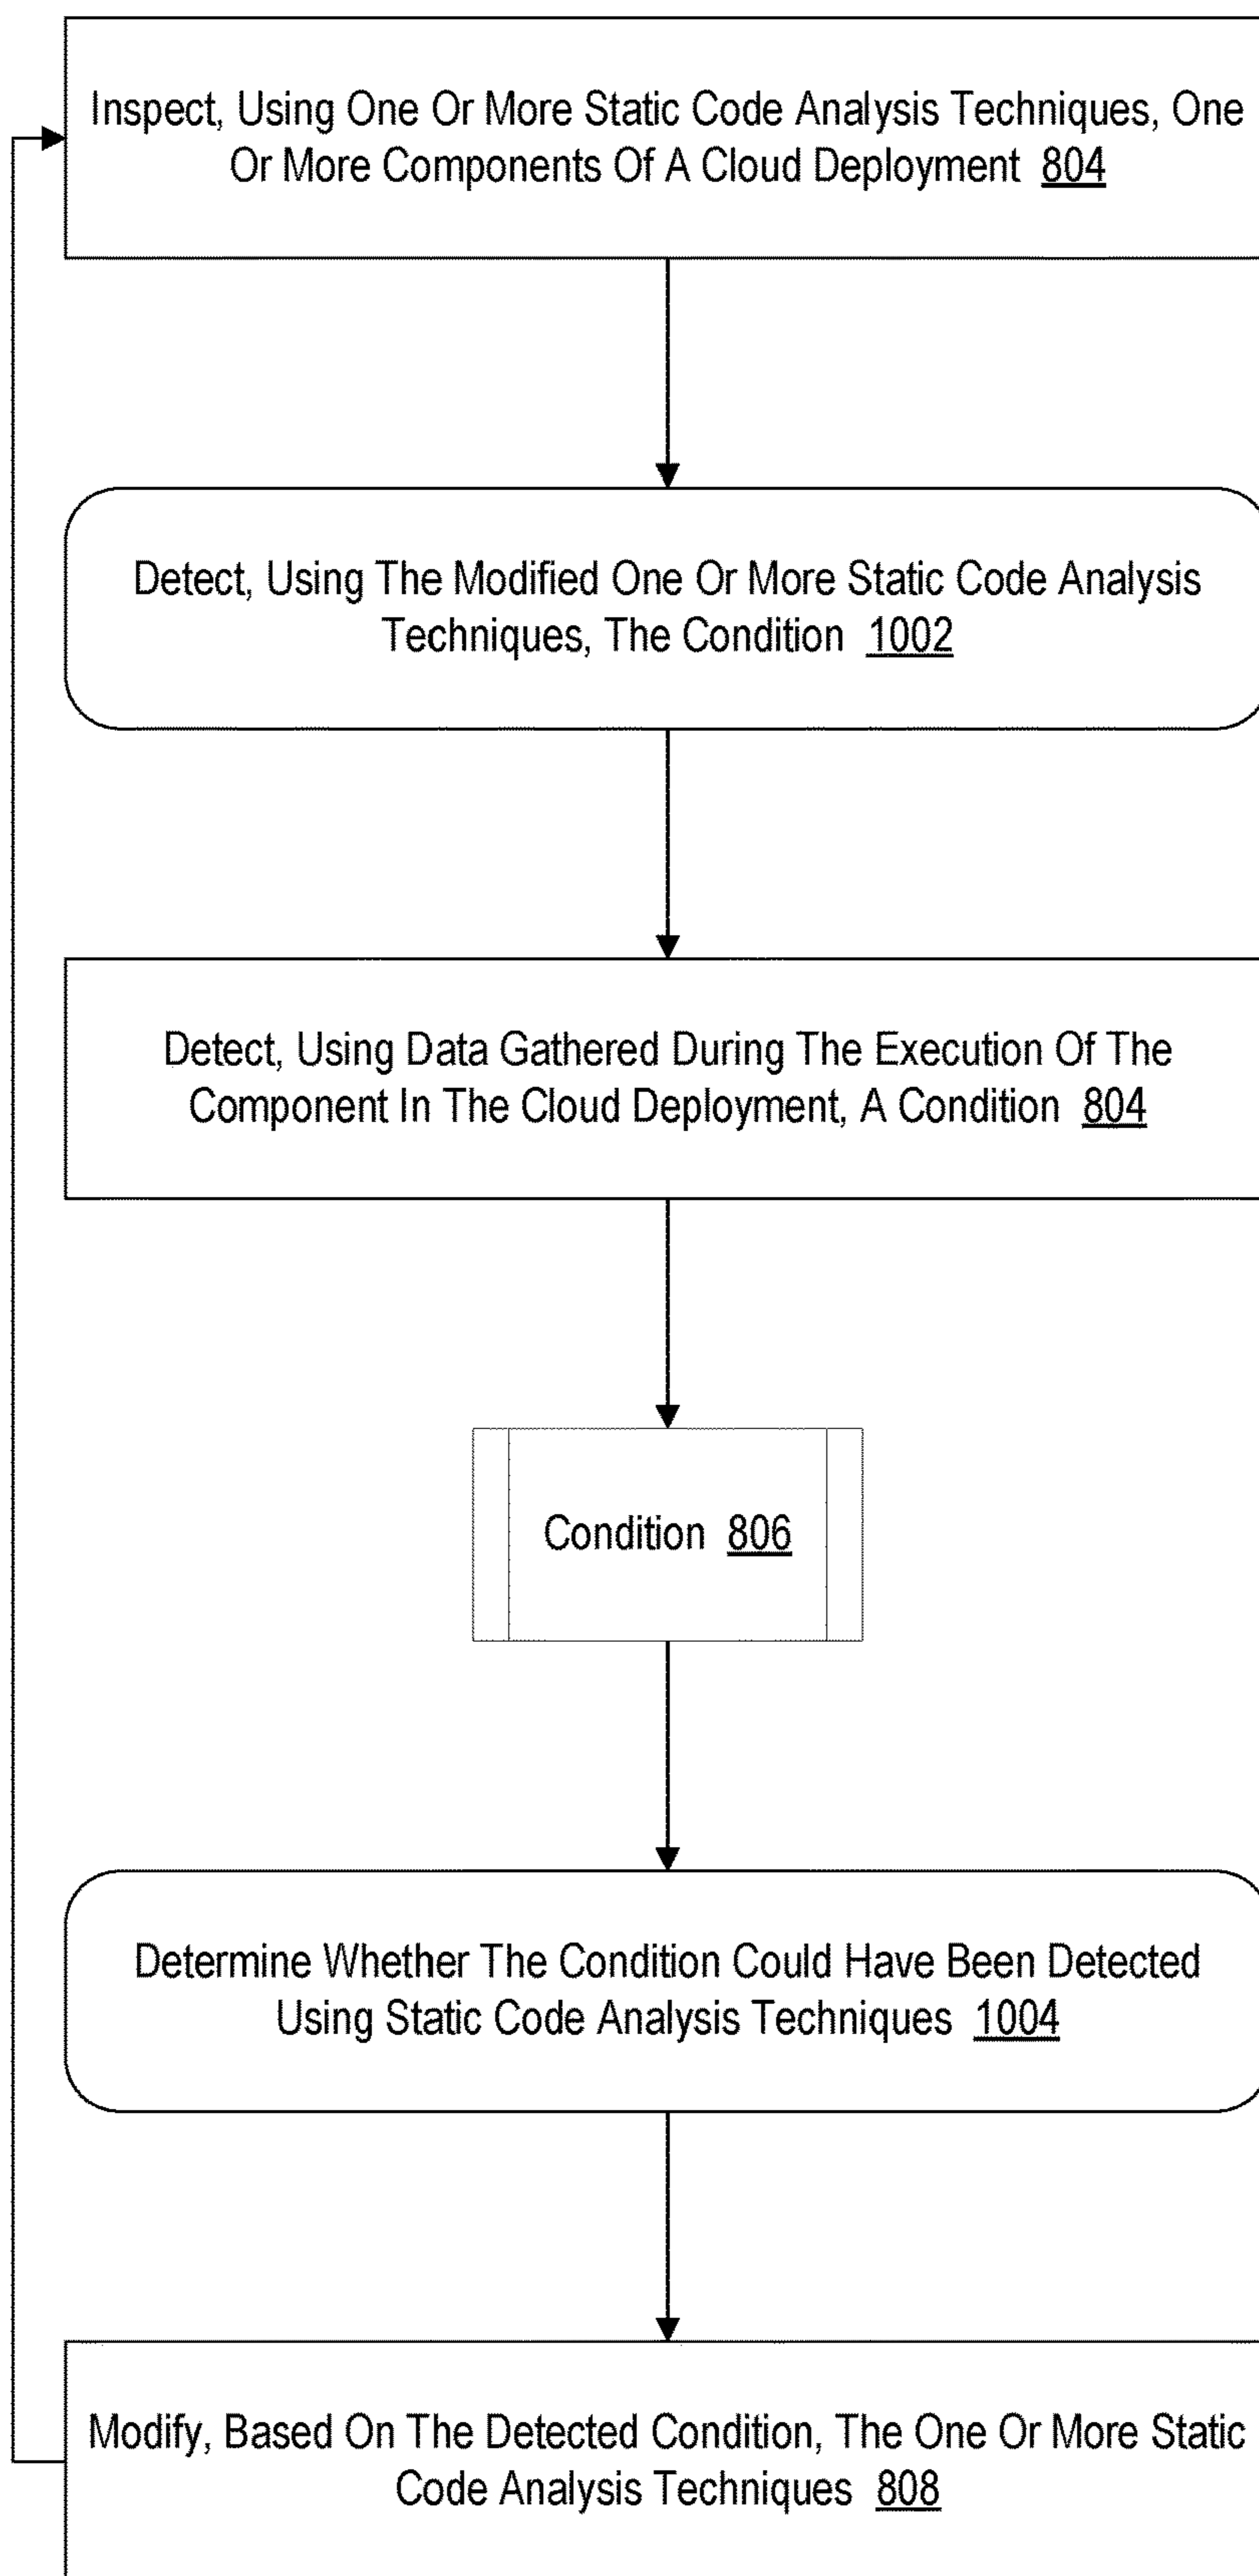 Inspect, Using One Or More Static Code Analysis Techniques, One
Or More Components Of A Cloud Deployment 804
Detect, Using The Modified One Or More Static Code Analysis
Techniques, The Condition 1002
Detect, Using Data Gathered During The Execution Of The
Component In The Cloud Deployment, A Condition 804
Condition 806
Determine Whether The Condition Could Have Been Detected
Using Static Code Analysis Techniques 1004
Modify, Based On The Detected Condition, The One Or More Static
Code Analysis Techniques 808